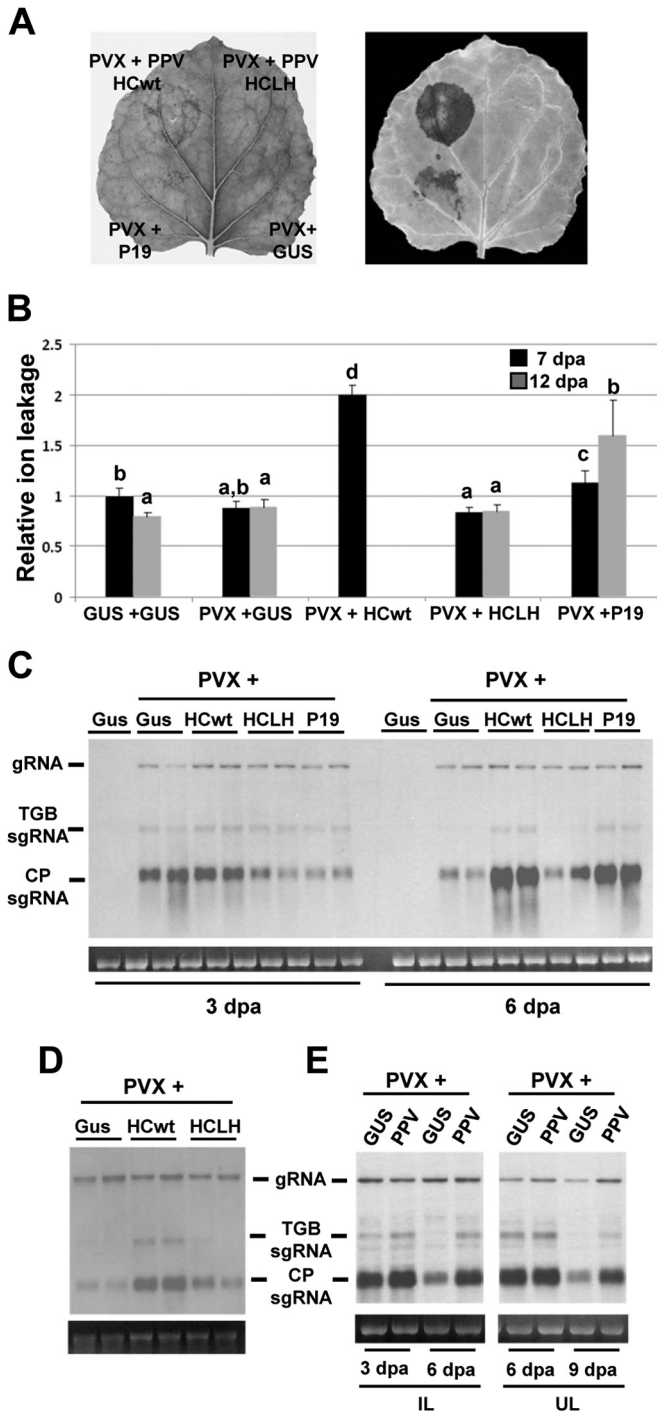 A
PVX + PPV
HCwt
PVX + PPV
HCLH
PVX +
P19
PVX+
GUS
B
Relative ion leakage
2.5
2
1.5
1
0.5
0
7 dpa
12 dpa
b
a
a,b
a
d
a
a
c
b
GUS +GUS
PVX +GUS
PVX + HCwt
PVX + HCLH
PVX +P19
C
PVX +
PVX +
Gus
Gus
HCwt
HCLH
P19
Gus
Gus
HCwt
HCLH
P19
gRNA
TGB
sgRNA
CP
sgRNA
3 dpa
6 dpa
D
PVX +
Gus
HCwt
HCLH
E
PVX +
PVX +
GUS
PPV
GUS
PPV
GUS
PPV
GUS
PPV
gRNA
TGB
sgRNA
CP
sgRNA
3 dpa
6 dpa
6 dpa
9 dpa
IL
UL